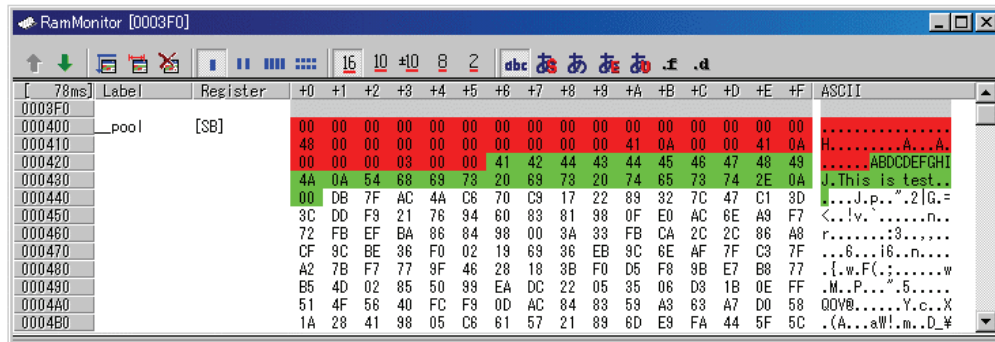 RamMonitor [0003F0]
16 10 ±10 8 2 abc あS あ あE あD .f .d
[ 78ms] Label Register +0 +1 +2 +3 +4 +5 +6 +7 +8 +9 +A +B +C +D +E +F ASCII
0003F0
000400 __pool [SB] 00 00 00 00 00 00 00 00 00 00 00 00 00 00 00 00 ................
000410 48 00 00 00 00 00 00 00 00 00 41 0A 00 00 41 0A H.........A...A.
000420 00 00 00 03 00 00 41 42 44 43 44 45 46 47 48 49 ......ABDCDEFGHI
000430 4A 0A 54 68 69 73 20 69 73 20 74 65 73 74 2E 0A J.This is test..
000440 00 DB 7F AC 4A C6 70 C9 17 22 89 32 7C 47 C1 3D ....J.p..".2|G.=
000450 3C DD F9 21 76 94 60 83 81 98 0F E0 AC 6E A9 F7 <..!v.`......n..
000460 72 FB EF BA 86 84 98 00 3A 33 FB CA 2C 2C 86 A8 r.......:3..,,..
000470 CF 9C BE 36 F0 02 19 69 36 EB 9C 6E AF 7F C3 7F ...6...i6..n....
000480 A2 7B F7 77 9F 46 28 18 3B F0 D5 F8 9B E7 B8 77 .{.w.F(.;......w
000490 B5 4D 02 85 50 99 EA DC 22 05 35 06 D3 1B 0E FF .M..P...".5.....
0004A0 51 4F 56 40 FC F9 0D AC 84 83 59 A3 63 A7 D0 58 QOV@......Y.c..X
0004B0 1A 28 41 98 05 C6 61 57 21 89 6D E9 FA 44 5F 5C .(A...aW!.m..D_¥